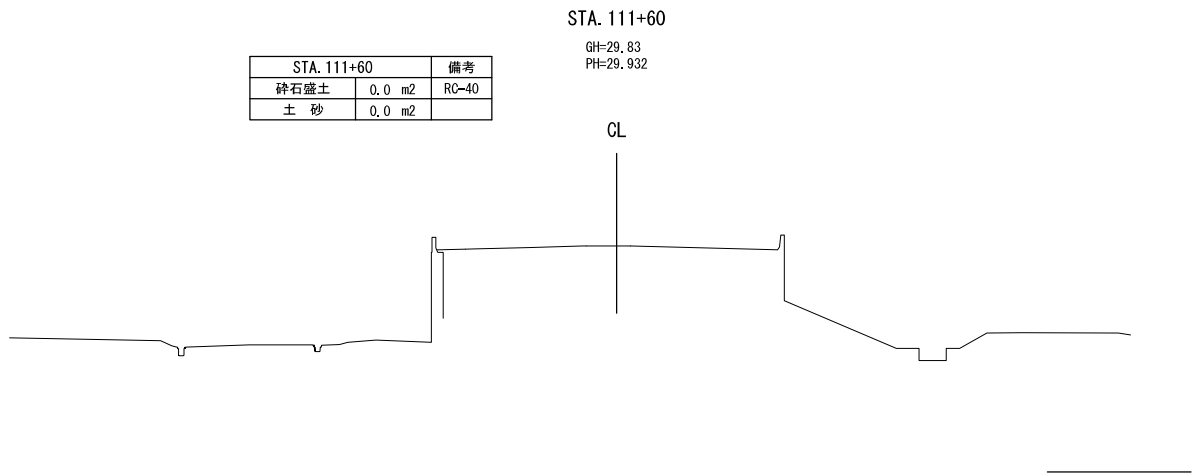 STA. 111+60
GH=29.83
PH=29.932
STA. 111+60 備考
砕石盛土 0.0 m2 RC-40
土 砂 0.0 m2
CL